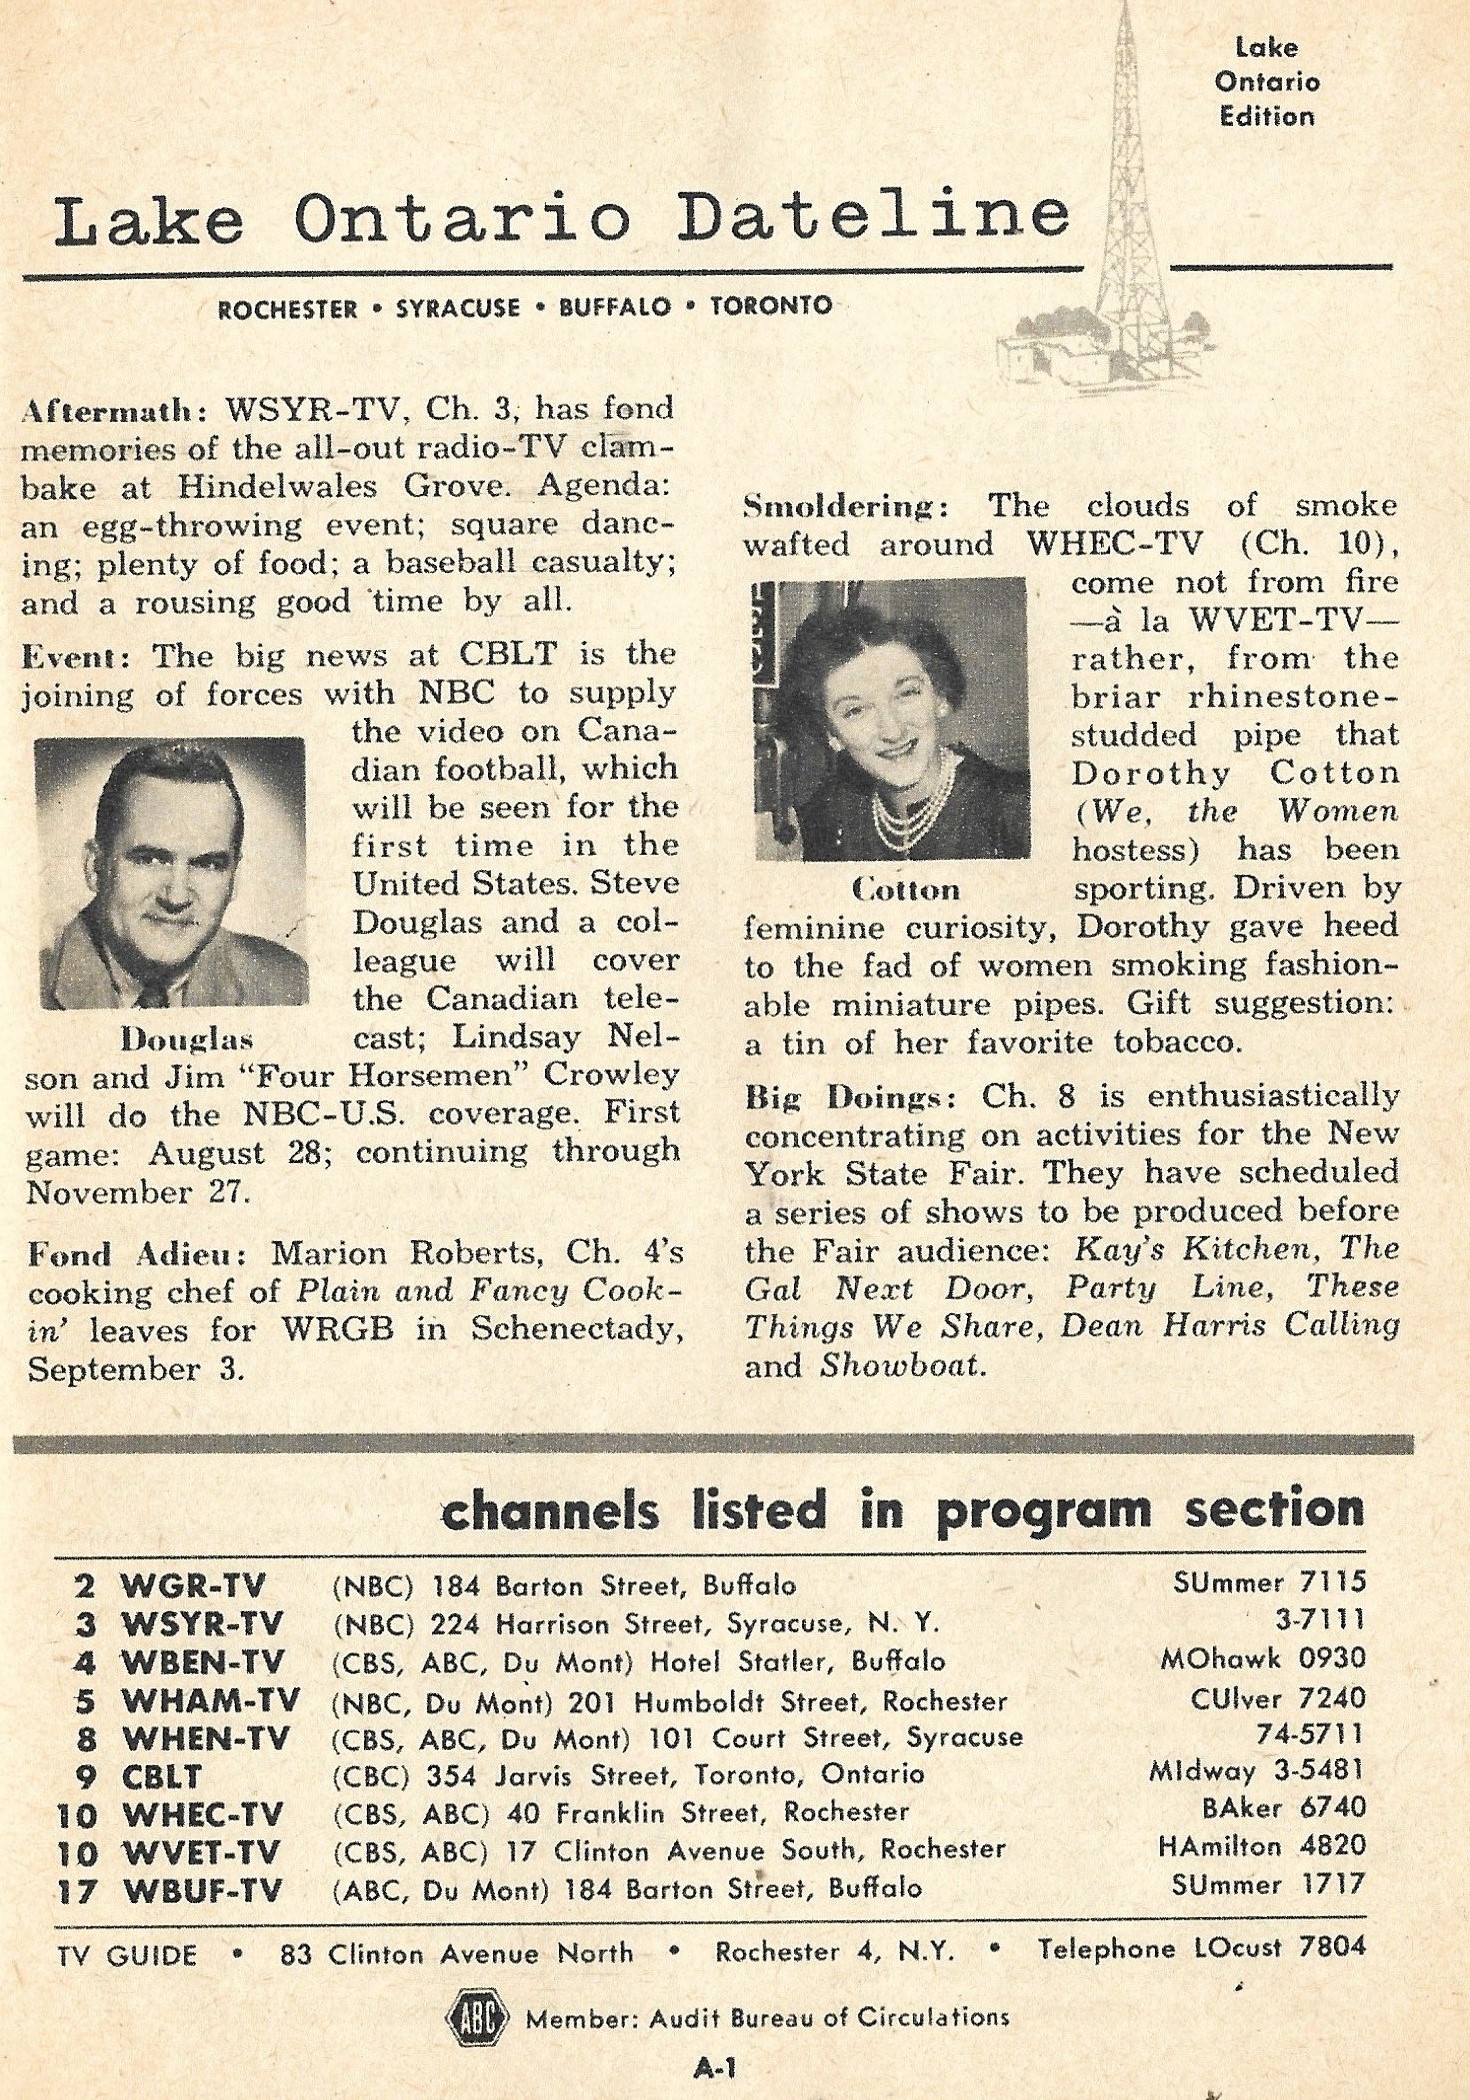 Lake
Ontario
Edition
Lake Ontario Dateline
ROCHESTER • SYRACUSE • BUFFALO • TORONTO
Aftermath: WSYR-TV, Ch. 3, has fond
memories of the all-out radio-TV clam-
bake at Hindelwales Grove. Agenda:
an egg-throwing event; square danc-
ing; plenty of food; a baseball casualty;
and a rousing good time by all.
Event: The big news at CBLT is the
joining of forces with NBC to supply
the video on Cana-
dian football, which
will be seen for the
first time in the
United States. Steve
Douglas and a col-
league will cover
the Canadian tele-
Douglas cast; Lindsay Nel-
son and Jim “Four Horsemen” Crowley
will do the NBC-U.S. coverage. First
game: August 28; continuing through
November 27.
Fond Adieu: Marion Roberts, Ch. 4’s
cooking chef of Plain and Fancy Cook-
in’ leaves for WRGB in Schenectady,
September 3.
Smoldering: The clouds of smoke
wafted around WHEC-TV (Ch. 10),
come not from fire
—à la WVET-TV—
rather, from the
briar rhinestone-
studded pipe that
Dorothy Cotton
(We, the Women
hostess) has been
Cotton sporting. Driven by
feminine curiosity, Dorothy gave heed
to the fad of women smoking fashion-
able miniature pipes. Gift suggestion:
a tin of her favorite tobacco.
Big Doings: Ch. 8 is enthusiastically
concentrating on activities for the New
York State Fair. They have scheduled
a series of shows to be produced before
the Fair audience: Kay’s Kitchen, The
Gal Next Door, Party Line, These
Things We Share, Dean Harris Calling
and Showboat.
channels listed in program section
2 WGR-TV (NBC) 184 Barton Street, Buffalo SUmmer 7115
3 WSYR-TV (NBC) 224 Harrison Street, Syracuse, N. Y. 3-7111
4 WBEN-TV (CBS, ABC, Du Mont) Hotel Statler, Buffalo MOhawk 0930
5 WHAM-TV (NBC, Du Mont) 201 Humboldt Street, Rochester CUlver 7240
8 WHEN-TV (CBS, ABC, Du Mont) 101 Court Street, Syracuse 74-5711
9 CBLT (CBC) 354 Jarvis Street, Toronto, Ontario MIdway 3-5481
10 WHEC-TV (CBS, ABC) 40 Franklin Street, Rochester BAker 6740
10 WVET-TV (CBS, ABC) 17 Clinton Avenue South, Rochester HAmilton 4820
17 WBUF-TV (ABC, Du Mont) 184 Barton Street, Buffalo SUmmer 1717
TV GUIDE • 83 Clinton Avenue North • Rochester 4, N.Y. • Telephone LOcust 7804
ABC Member: Audit Bureau of Circulations
A-1